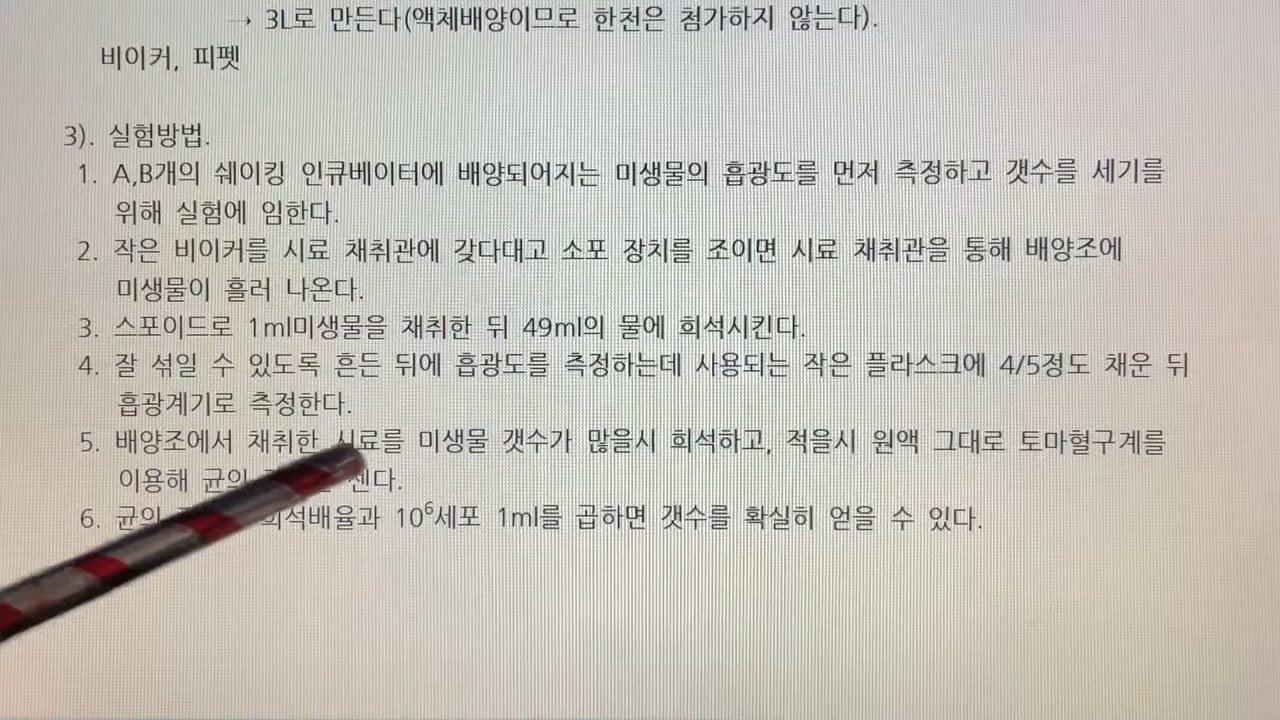 → 3L로 만든다(액체배양이므로 한천은 첨가하지 않는다).
비이커, 피펫
3). 실험방법.
1. A,B개의 쉐이킹 인큐베이터에 배양되어지는 미생물의 흡광도를 먼저 측정하고 갯수를 세기를
위해 실험에 임한다.
2. 작은 비이커를 시료 채취관에 갖다대고 소포 장치를 조이면 시료 채취관을 통해 배양조에
미생물이 흘러 나온다.
3. 스포이드로 1ml미생물을 채취한 뒤 49ml의 물에 희석시킨다.
4. 잘 섞일 수 있도록 흔든 뒤에 흡광도를 측정하는데 사용되는 작은 플라스크에 4/5정도 채운 뒤
흡광계기로 측정한다.
5. 배양조에서 채취한 시료를 미생물 갯수가 많을시 희석하고, 적을시 원액 그대로 토마혈구계를
이용해 균의 센다.
6. 균의 희석배율과 10⁶세포 1ml를 곱하면 갯수를 확실히 얻을 수 있다.